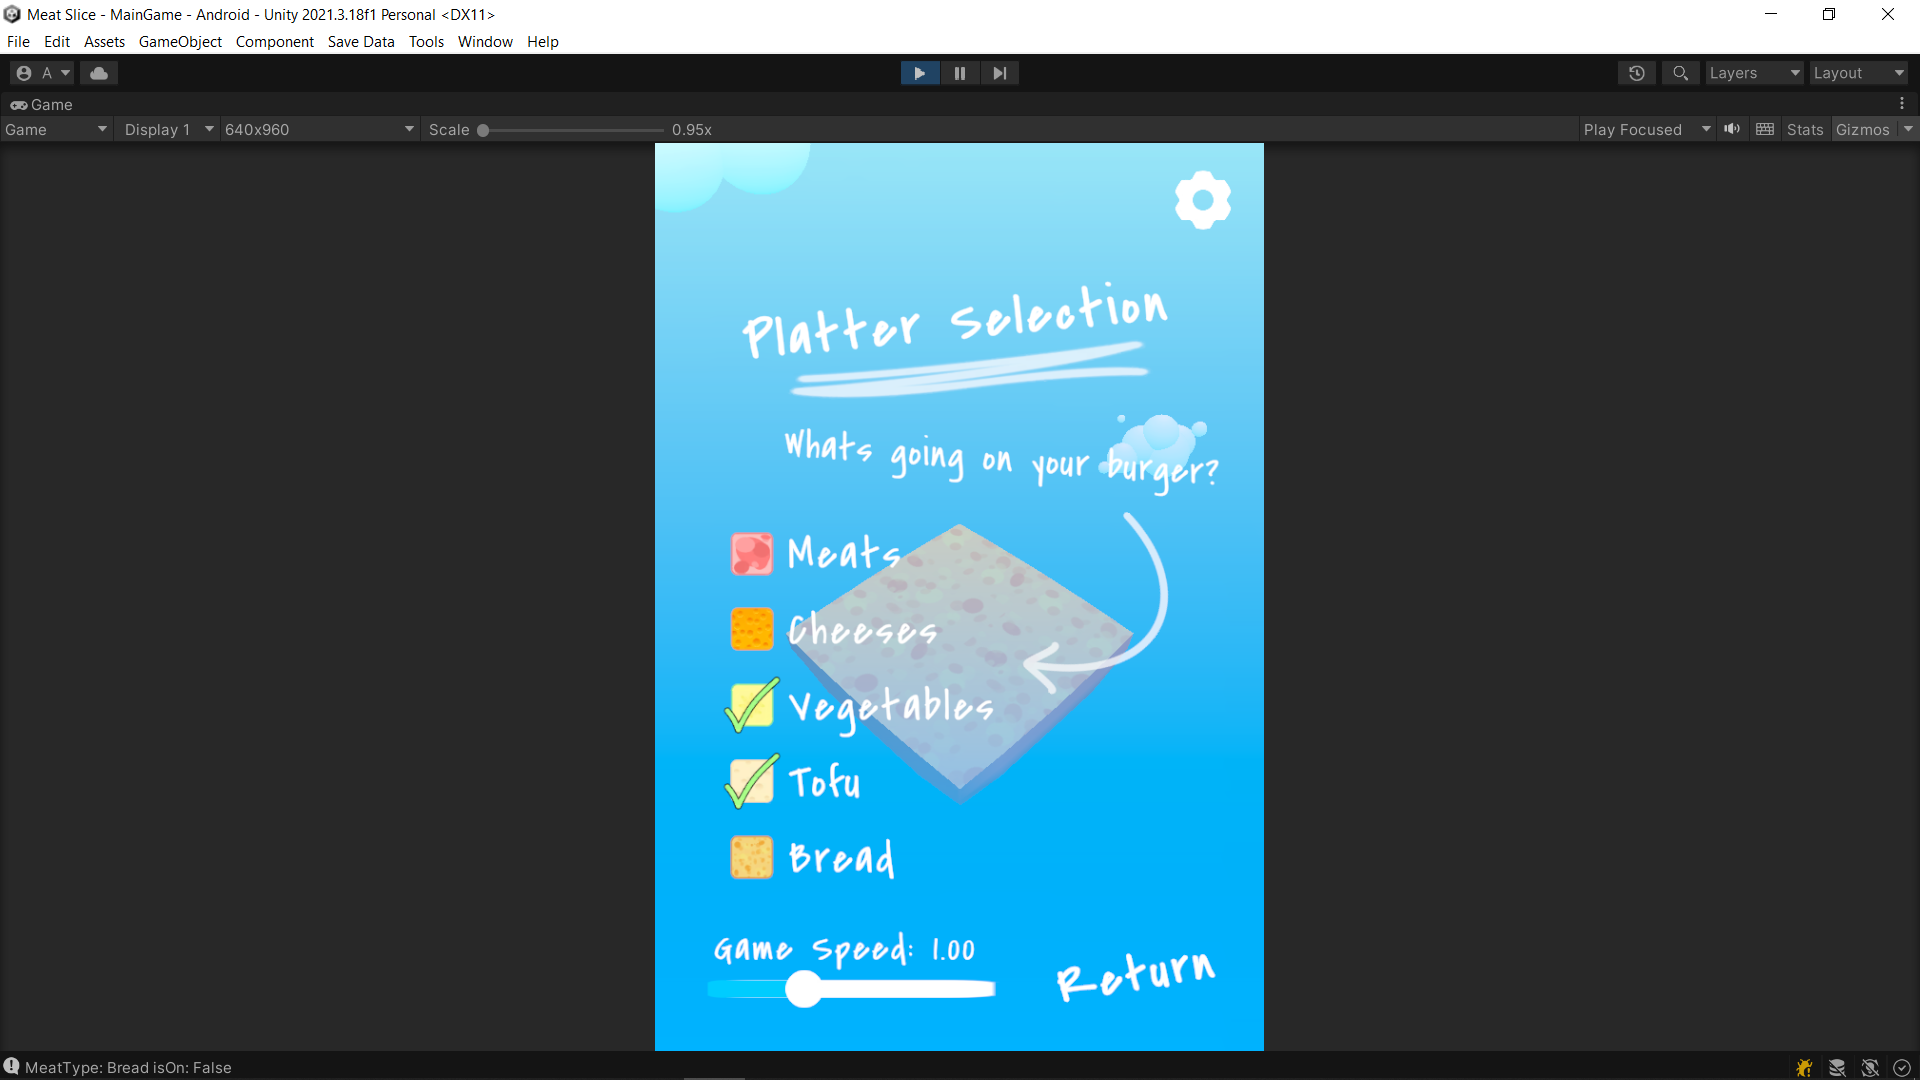 Meat Slice - MainGame - Android - Unity 2021.3.18f1 Personal <DX11>
File Edit Assets GameObject Component Save Data Tools Window Help
A Layers Layout
Game
Game Display 1 640x960 Scale 0.95x Play Focused Stats Gizmos
Platter Selection
Whats going on your burger?
Meats
Cheeses
Vegetables
Tofu
Bread
Game Speed: 1.00
Return
MeatType: Bread isOn: False